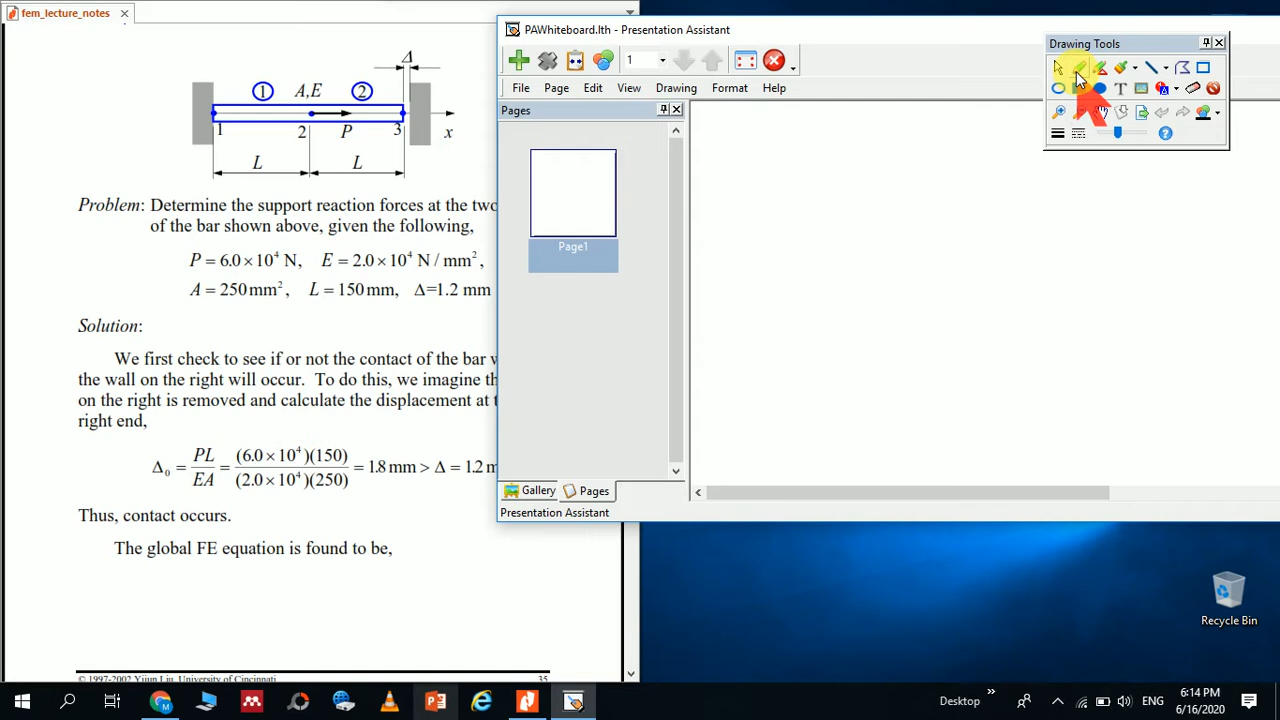 fem_lecture_notes
Δ
1 A,E 2
1 2 P 3 x
L L
Problem: Determine the support reaction forces at the two
of the bar shown above, given the following,
P = 6.0 × 10⁴ N, E = 2.0 × 10⁴ N / mm²,
A = 250 mm², L = 150 mm, Δ=1.2 mm
Solution:
We first check to see if or not the contact of the bar w
the wall on the right will occur. To do this, we imagine th
on the right is removed and calculate the displacement at t
right end,
Δ₀ = PL/EA = (6.0 × 10⁴)(150)/(2.0 × 10⁴)(250) = 1.8 mm > Δ = 1.2 m
Thus, contact occurs.
The global FE equation is found to be,
© 1997-2002 Yijun Liu, University of Cincinnati 35
PAWhiteboard.lth - Presentation Assistant
1
File Page Edit View Drawing Format Help
Pages
Page1
Gallery Pages
Presentation Assistant
Drawing Tools
T
Recycle Bin
Desktop
ENG
6:14 PM
6/16/2020